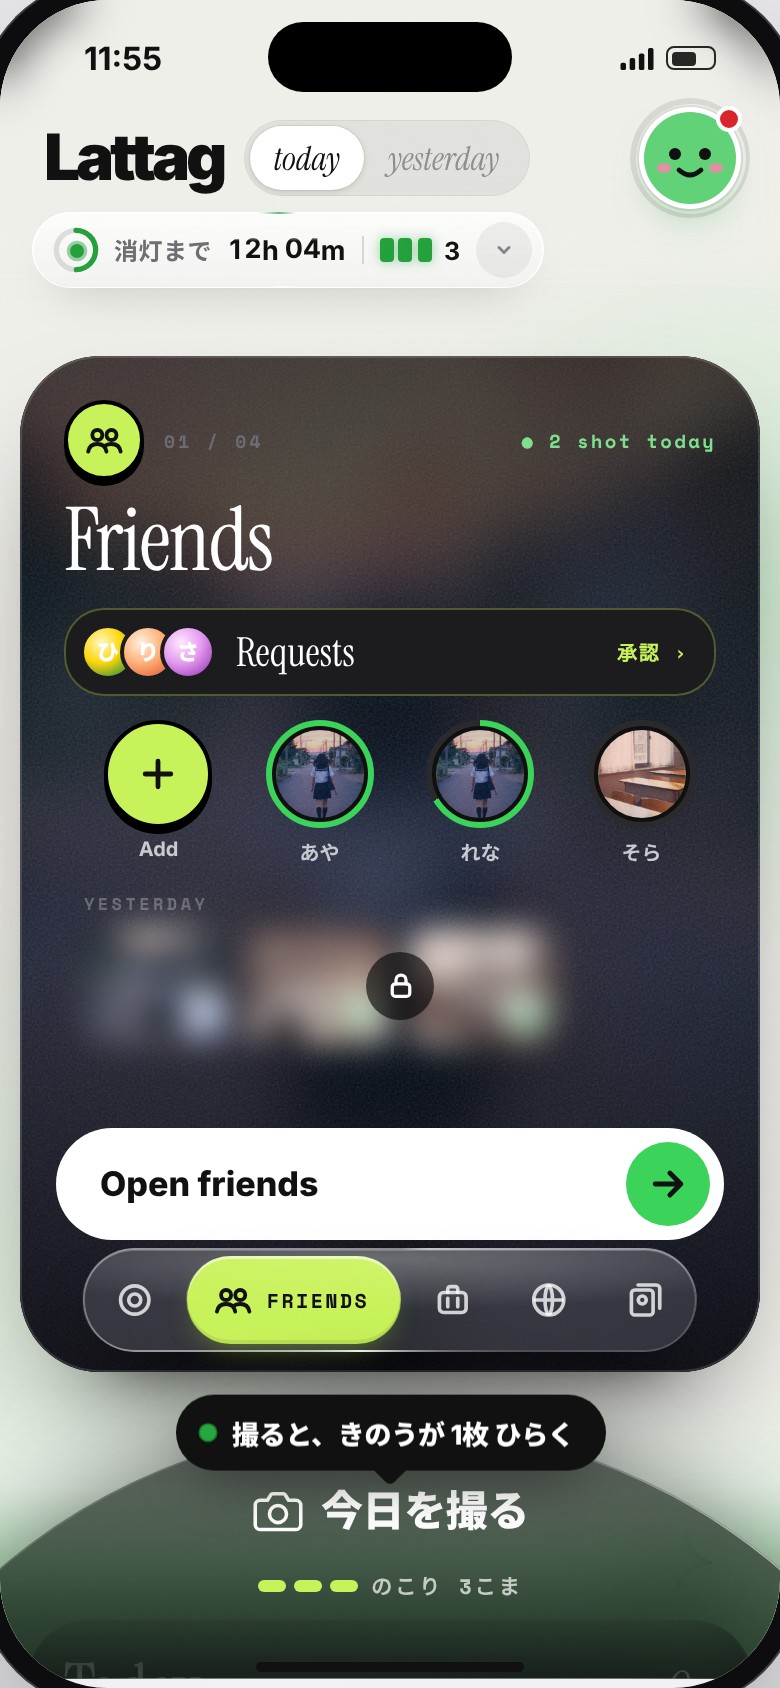 11:55
Lattag today yesterday
消灯まで 12h 04m 3
01 / 04 2 shot today
Friends
ひ り さ Requests 承認 ›
Add あや れな そら
YESTERDAY
Open friends
FRIENDS
撮ると、きのうが1枚ひらく
今日を撮る
のこり 3こま
Today